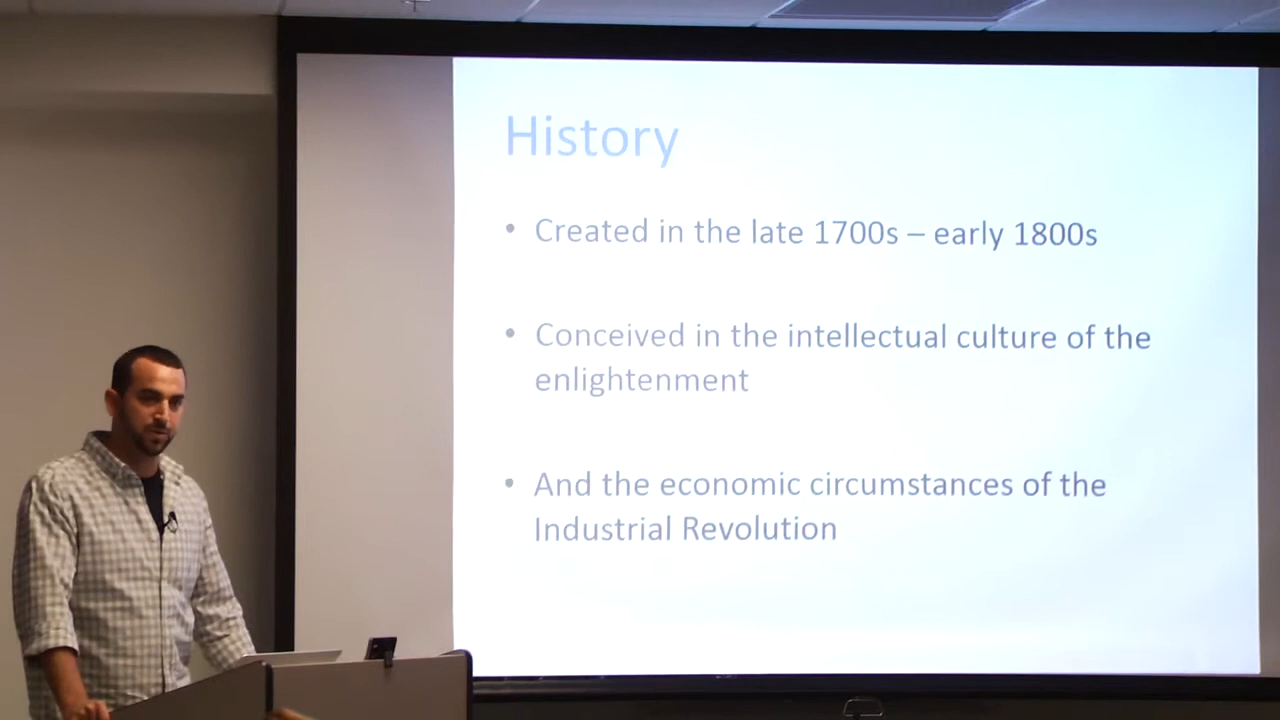 History
• Created in the late 1700s – early 1800s
• Conceived in the intellectual culture of the
enlightenment
• And the economic circumstances of the
Industrial Revolution